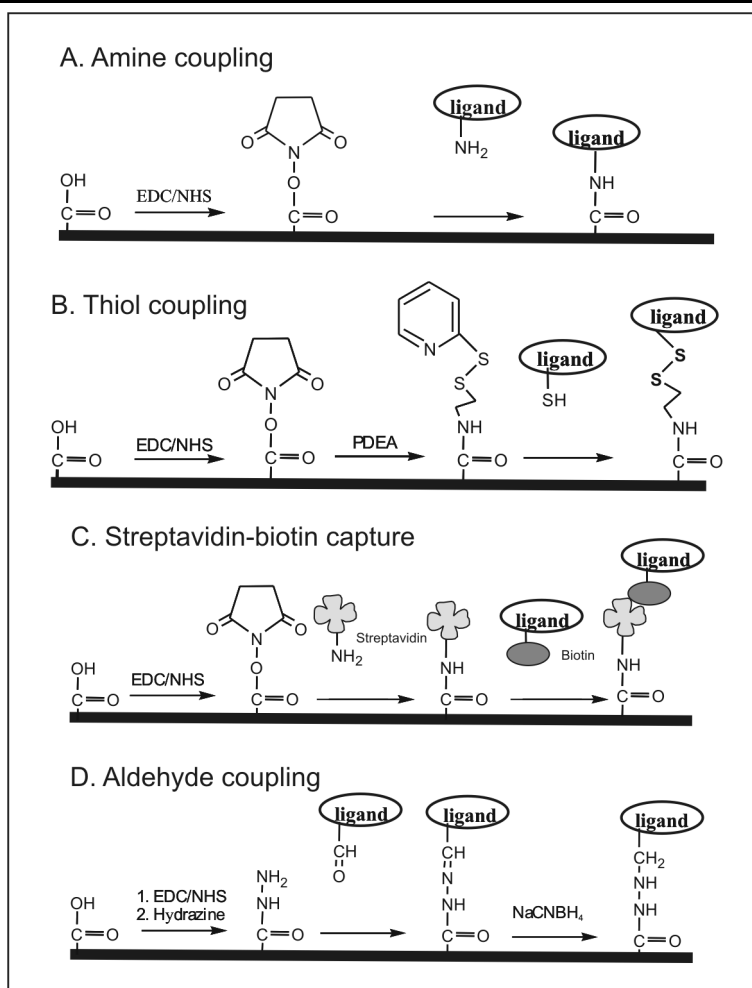 A. Amine coupling
OH
C=O
EDC/NHS
O O
N
O
C=O
ligand
NH2
ligand
NH
C=O
B. Thiol coupling
OH
C=O
EDC/NHS
O O
N
O
C=O
PDEA
N
S
S
NH
C=O
ligand
SH
ligand
S
S
NH
C=O
C. Streptavidin-biotin capture
OH
C=O
EDC/NHS
O O
N
O
C=O
Streptavidin
NH2
NH
C=O
ligand
Biotin
ligand
NH
C=O
D. Aldehyde coupling
OH
C=O
1. EDC/NHS
2. Hydrazine
NH2
NH
C=O
ligand
CH
O
ligand
CH
N
NH
C=O
NaCNBH4
ligand
CH2
NH
NH
C=O